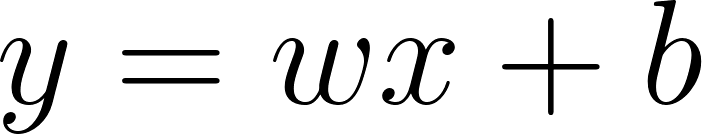 y = wx + b